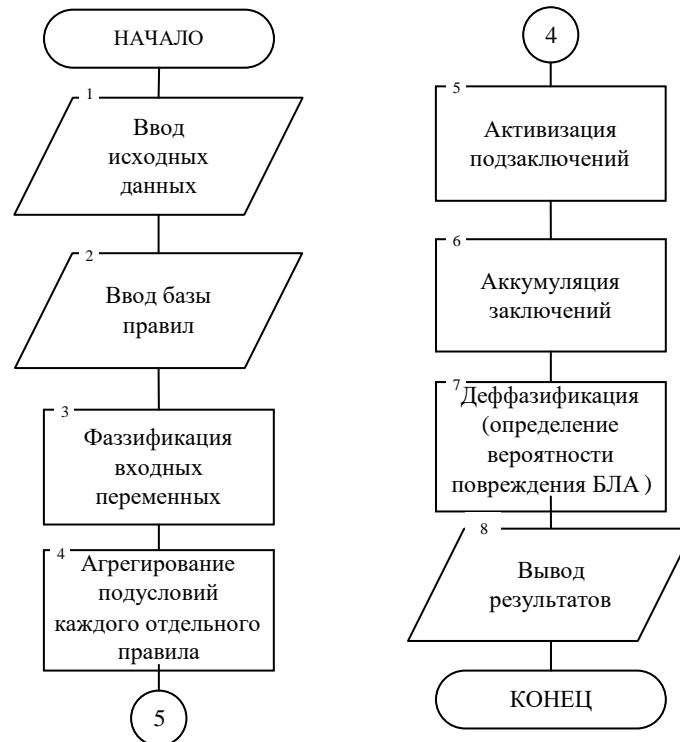 НАЧАЛО
1
Ввод
исходных
данных
2
Ввод базы
правил
3
Фаззификация
входных
переменных
4
Агрегирование
подусловий
каждого отдельного
правила
5
4
5
Активизация
подзаключений
6
Аккумуляция
заключений
7
Деффазификация
(определение
вероятности
повреждения БЛА )
8
Вывод
результатов
КОНЕЦ